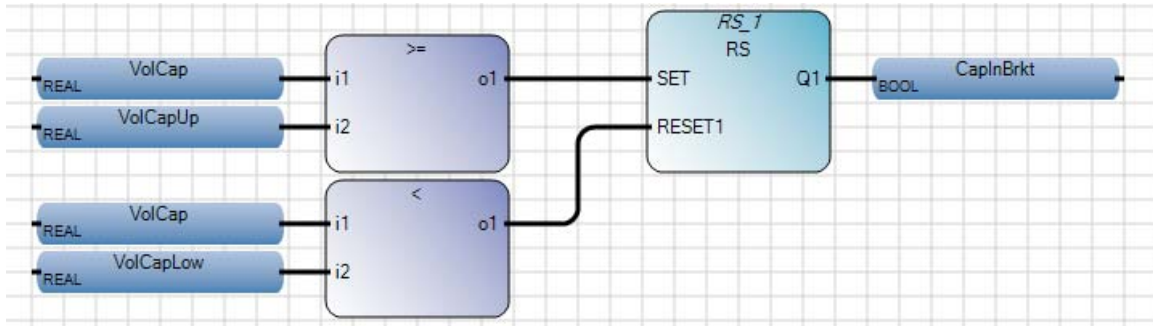 RS_1
RS
>=
VolCap
REAL
i1
o1
SET
Q1
CapInBrkt
BOOL
VolCapUp
REAL
i2
RESET1
<
VolCap
REAL
i1
o1
VolCapLow
REAL
i2